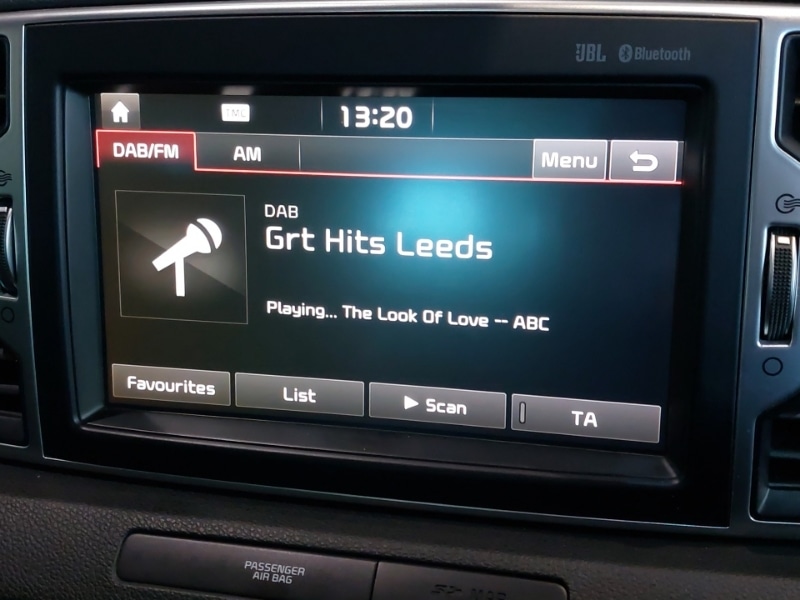 JBL Bluetooth
TMC 13:20
DAB/FM AM Menu
DAB
Grt Hits Leeds
Playing... The Look Of Love -- ABC
Favourites List Scan TA
PASSENGER
AIR BAG